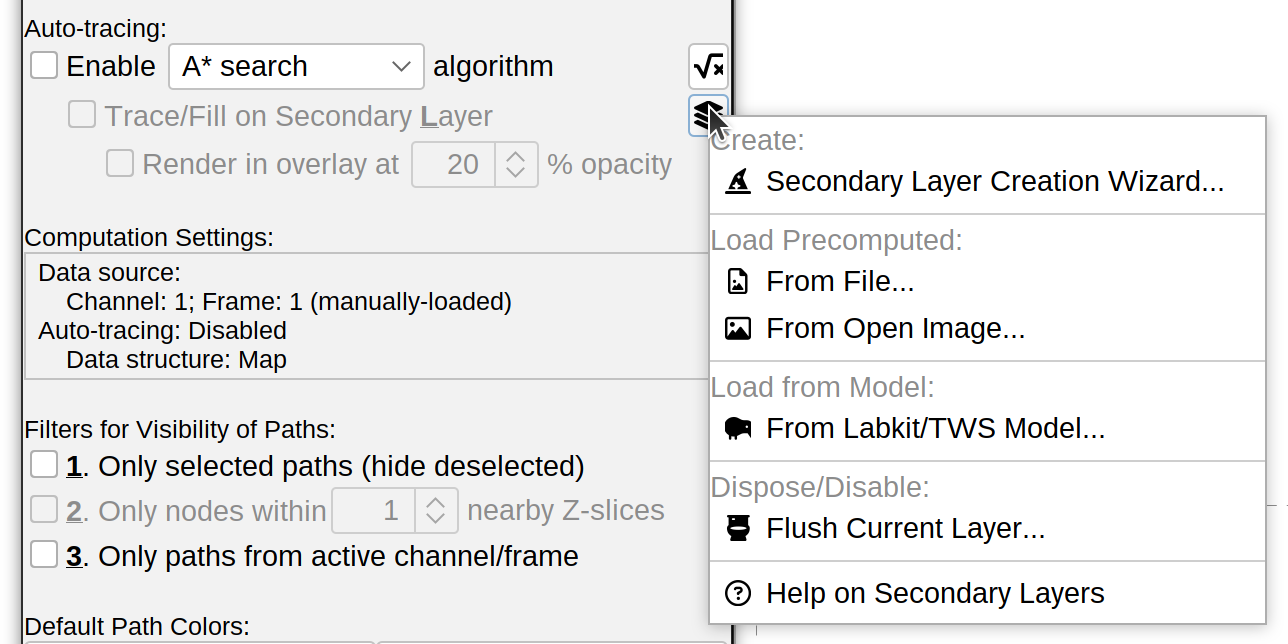 Auto-tracing:
Enable A* search algorithm
Trace/Fill on Secondary Layer
Render in overlay at 20 % opacity
Computation Settings:
Data source:
Channel: 1; Frame: 1 (manually-loaded)
Auto-tracing: Disabled
Data structure: Map
Filters for Visibility of Paths:
1. Only selected paths (hide deselected)
2. Only nodes within 1 nearby Z-slices
3. Only paths from active channel/frame
Default Path Colors:
√x
Create:
Secondary Layer Creation Wizard...
Load Precomputed:
From File...
From Open Image...
Load from Model:
From Labkit/TWS Model...
Dispose/Disable:
Flush Current Layer...
Help on Secondary Layers